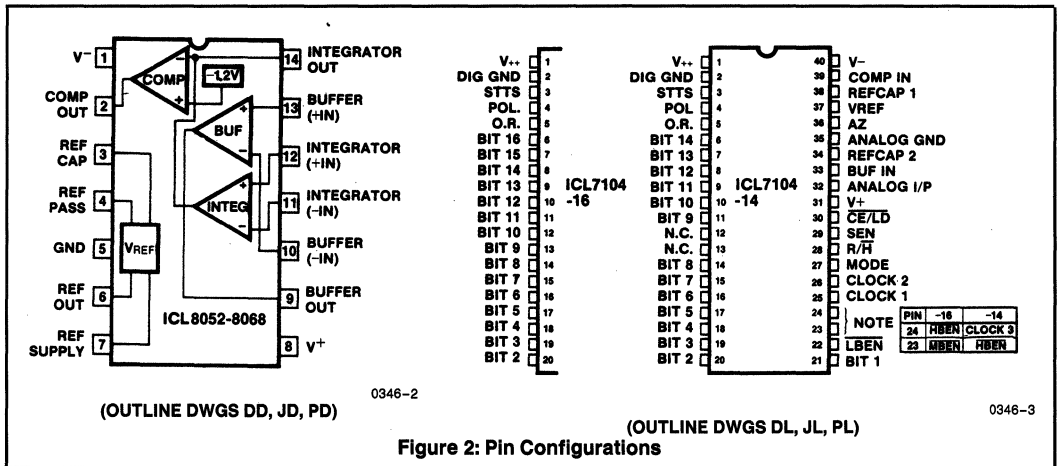 V⁻ 1
COMP OUT 2
REF CAP 3
REF PASS 4
GND 5
REF OUT 6
REF SUPPLY 7
14 INTEGRATOR OUT
13 BUFFER (+IN)
12 INTEGRATOR (+IN)
11 INTEGRATOR (-IN)
10 BUFFER (-IN)
9 BUFFER OUT
8 V⁺
COMP
-1.2V
BUF
INTEG
VREF
ICL8052-8068
0346-2
(OUTLINE DWGS DD, JD, PD)
V++ 1
DIG GND 2
STTS 3
POL. 4
O.R. 5
BIT 16 6
BIT 15 7
BIT 14 8
BIT 13 9
BIT 12 10
BIT 11 11
BIT 10 12
BIT 9 13
BIT 8 14
BIT 7 15
BIT 6 16
BIT 5 17
BIT 4 18
BIT 3 19
BIT 2 20
ICL7104
-16
V++ 1
DIG GND 2
STTS 3
POL 4
O.R. 5
BIT 14 6
BIT 13 7
BIT 12 8
BIT 11 9
BIT 10 10
BIT 9 11
N.C. 12
N.C. 13
BIT 8 14
BIT 7 15
BIT 6 16
BIT 5 17
BIT 4 18
BIT 3 19
BIT 2 20
ICL7104
-14
40 V-
39 COMP IN
38 REFCAP 1
37 VREF
36 AZ
35 ANALOG GND
34 REFCAP 2
33 BUF IN
32 ANALOG I/P
31 V+
30 CE/LD
29 SEN
28 R/H
27 MODE
26 CLOCK 2
25 CLOCK 1
24
23
NOTE
22 LBEN
21 BIT 1
PIN -16 -14
24 HBEN CLOCK 3
23 MBEN HBEN
0346-3
(OUTLINE DWGS DL, JL, PL)
Figure 2: Pin Configurations